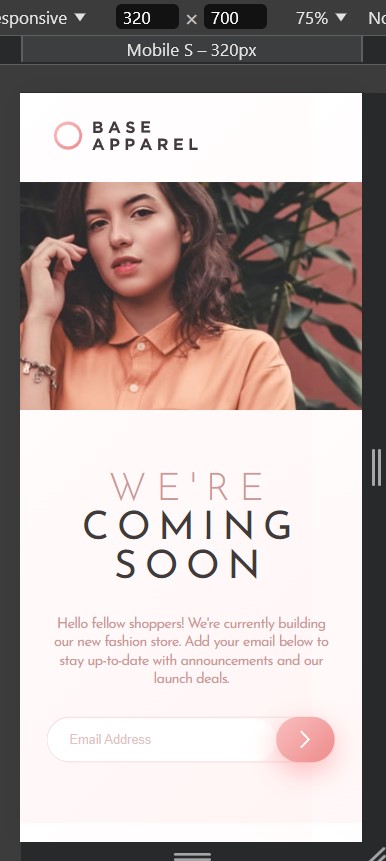 esponsive ▼ 320 × 700 75% ▼ No
Mobile S – 320px
BASE
APPAREL
WE'RE
COMING
SOON
Hello fellow shoppers! We're currently building
our new fashion store. Add your email below to
stay up-to-date with announcements and our
launch deals.
Email Address